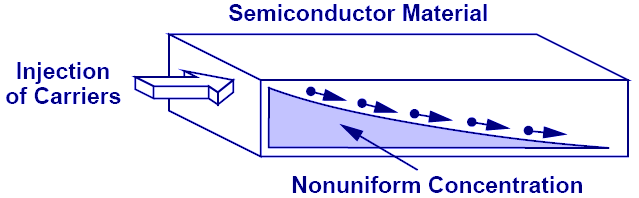 Semiconductor Material
Injection
of Carriers
Nonuniform Concentration